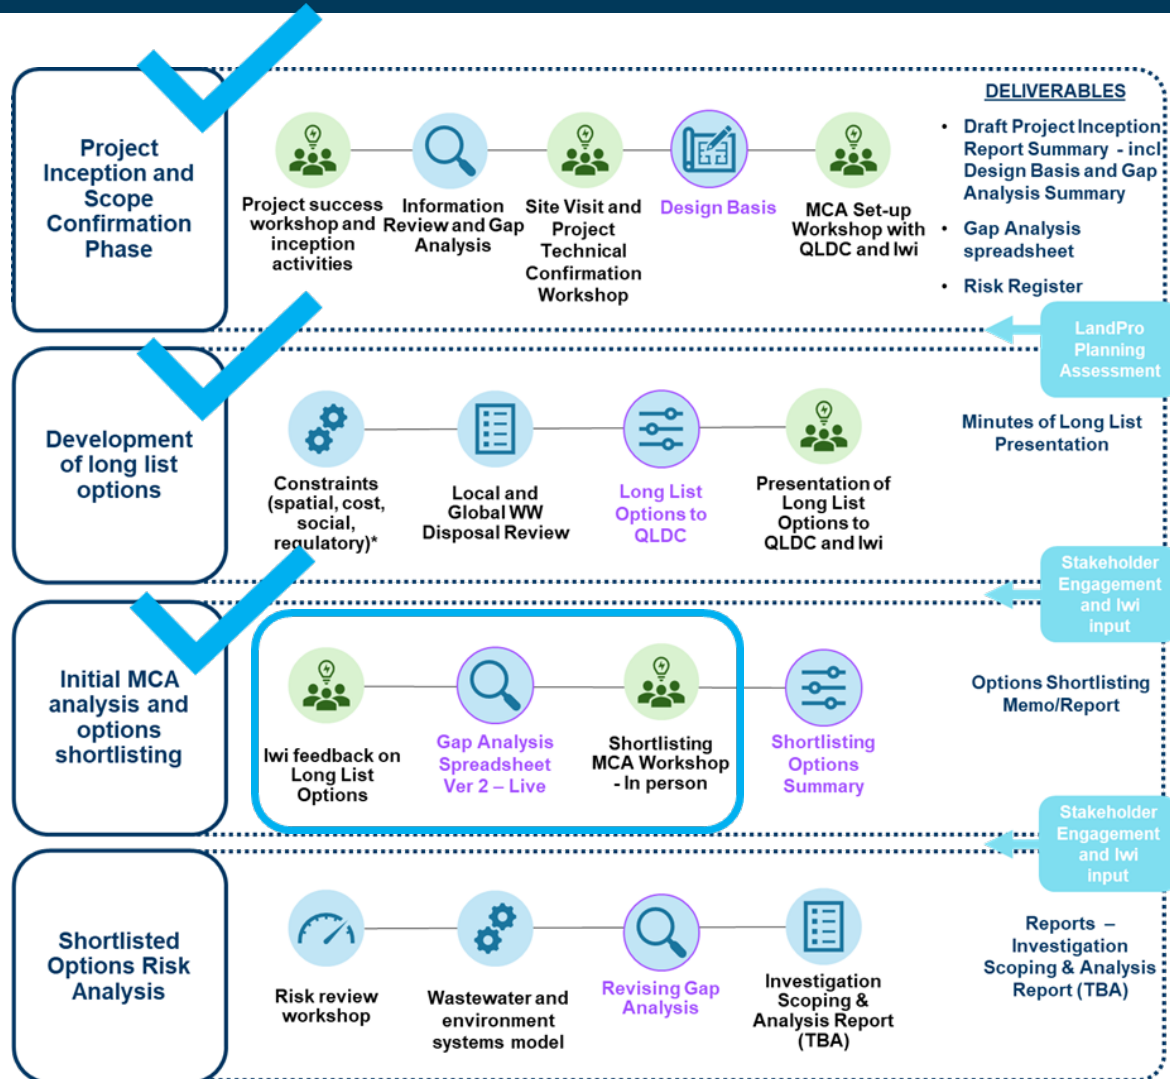 Project
Inception and
Scope
Confirmation
Phase
Project success
workshop and
inception
activities
Information
Review and Gap
Analysis
Site Visit and
Project
Technical
Confirmation
Workshop
Design Basis
MCA Set-up
Workshop with
QLDC and Iwi
DELIVERABLES
• Draft Project Inception
Report Summary - incl
Design Basis and Gap
Analysis Summary
• Gap Analysis
spreadsheet
• Risk Register
LandPro
Planning
Assessment
Development
of long list
options
Constraints
(spatial, cost,
social,
regulatory)*
Local and
Global WW
Disposal Review
Long List
Options to
QLDC
Presentation of
Long List
Options to
QLDC and Iwi
Minutes of Long List
Presentation
Stakeholder
Engagement
and Iwi
input
Initial MCA
analysis and
options
shortlisting
Iwi feedback on
Long List
Options
Gap Analysis
Spreadsheet
Ver 2 – Live
Shortlisting
MCA Workshop
- In person
Shortlisting
Options
Summary
Options Shortlisting
Memo/Report
Stakeholder
Engagement
and Iwi
input
Shortlisted
Options Risk
Analysis
Risk review
workshop
Wastewater and
environment
systems model
Revising Gap
Analysis
Investigation
Scoping &
Analysis Report
(TBA)
Reports –
Investigation
Scoping & Analysis
Report (TBA)